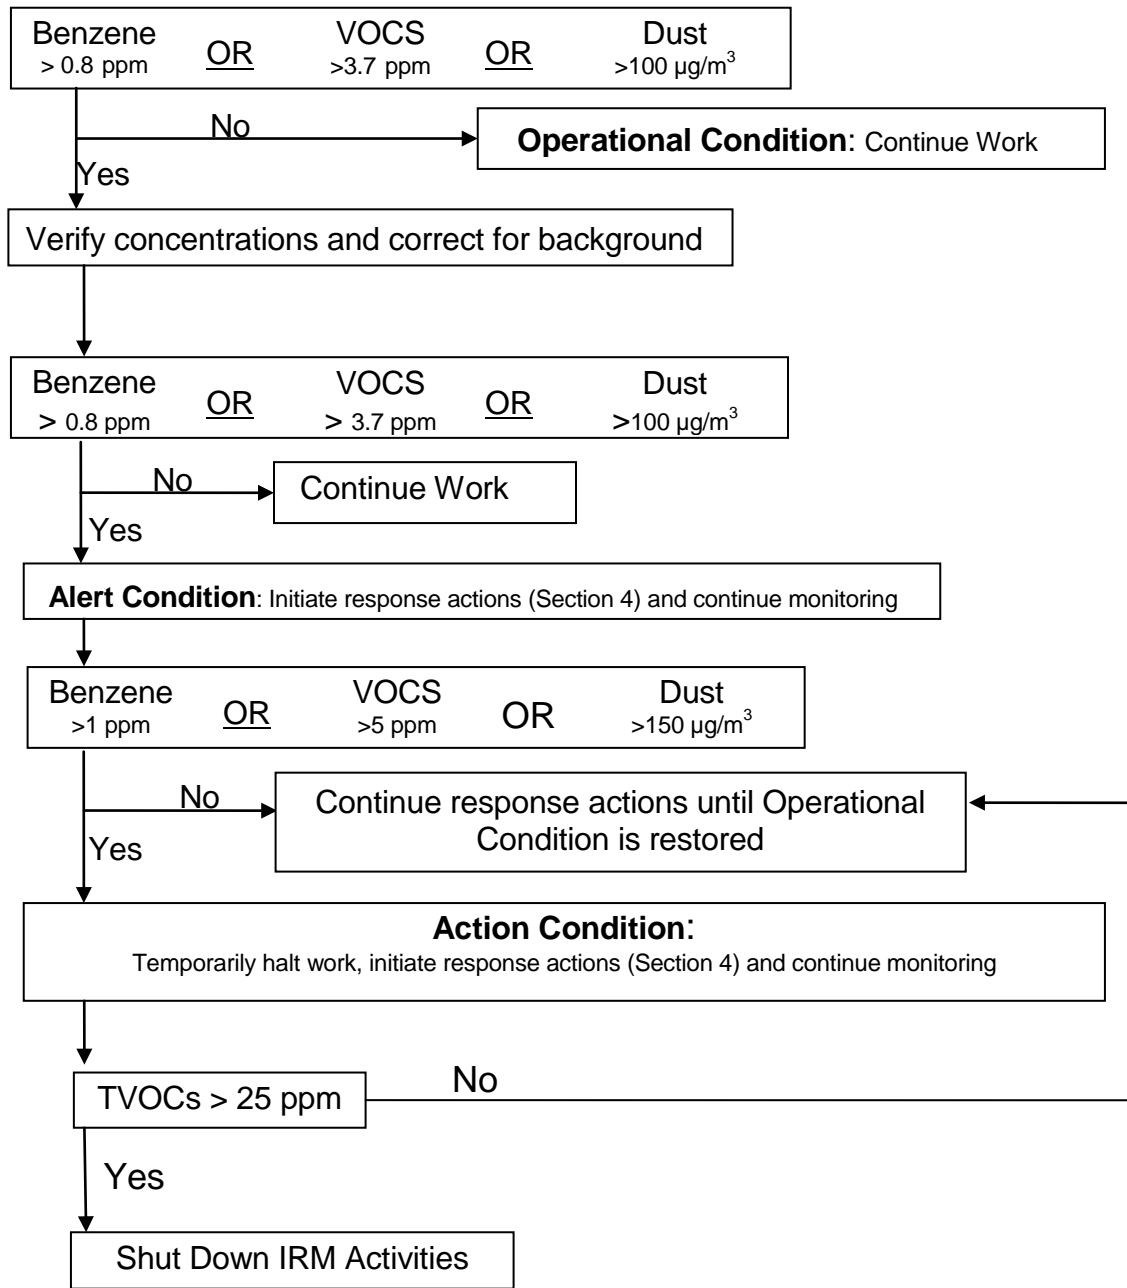 Benzene OR VOCS OR Dust
> 0.8 ppm >3.7 ppm >100 µg/m³
No
Operational Condition: Continue Work
Yes
Verify concentrations and correct for background
Benzene OR VOCS OR Dust
> 0.8 ppm > 3.7 ppm >100 µg/m³
No
Continue Work
Yes
Alert Condition: Initiate response actions (Section 4) and continue monitoring
Benzene OR VOCS OR Dust
>1 ppm >5 ppm >150 µg/m³
No
Continue response actions until Operational
Condition is restored
Yes
Action Condition:
Temporarily halt work, initiate response actions (Section 4) and continue monitoring
TVOCs > 25 ppm
No
Yes
Shut Down IRM Activities